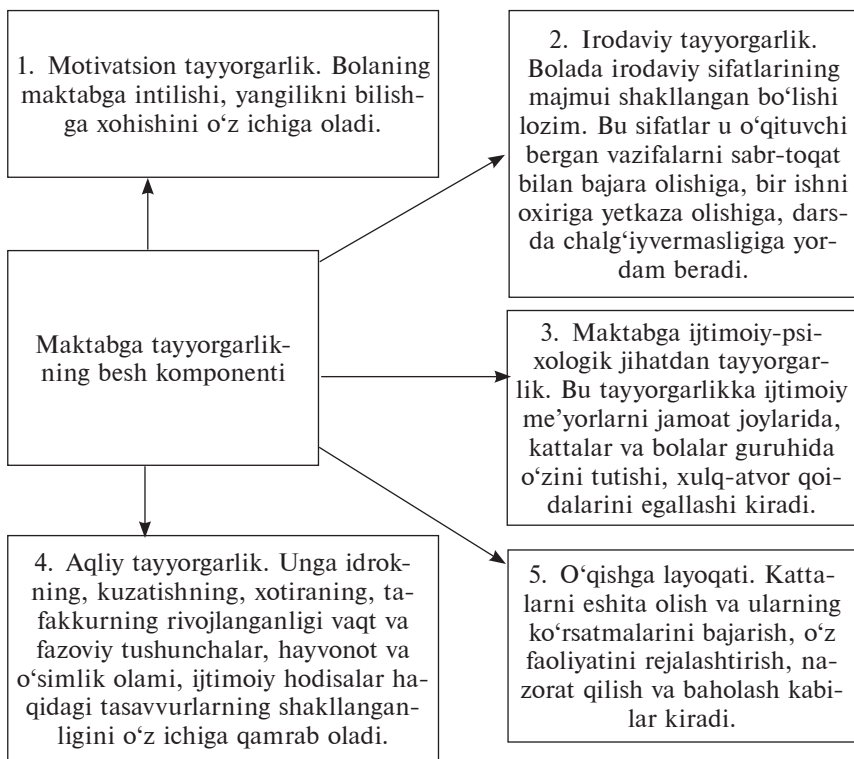 1. Motivatsion tayyorgarlik. Bolaning
maktabga intilishi, yangilikni bilish-
ga xohishini o‘z ichiga oladi.
2. Irodaviy tayyorgarlik.
Bolada irodaviy sifatlarining
majmui shakllangan bo‘lishi
lozim. Bu sifatlar u o‘qituvchi
bergan vazifalarni sabr-toqat
bilan bajara olishiga, bir ishni
oxiriga yetkaza olishiga, dars-
da chalg‘iyvermasligiga yor-
dam beradi.
Maktabga tayyorgarlik-
ning besh komponenti
3. Maktabga ijtimoiy-psi-
xologik jihatdan tayyorgar-
lik. Bu tayyorgarlikka ijtimoiy
me’yorlarni jamoat joylarida,
kattalar va bolalar guruhida
o‘zini tutishi, xulq-atvor qoi-
dalarini egallashi kiradi.
4. Aqliy tayyorgarlik. Unga idrok-
ning, kuzatishning, xotiraning, ta-
fakkurning rivojlanganligi vaqt va
fazoviy tushunchalar, hayvonot va
o‘simlik olami, ijtimoiy hodisalar ha-
qidagi tasavvurlarning shakllangan-
ligini o‘z ichiga qamrab oladi.
5. O‘qishga layoqati. Katta-
larni eshita olish va ularning
ko‘rsatmalarini bajarish, o‘z
faoliyatini rejalashtirish, na-
zorat qilish va baholash kabi-
lar kiradi.